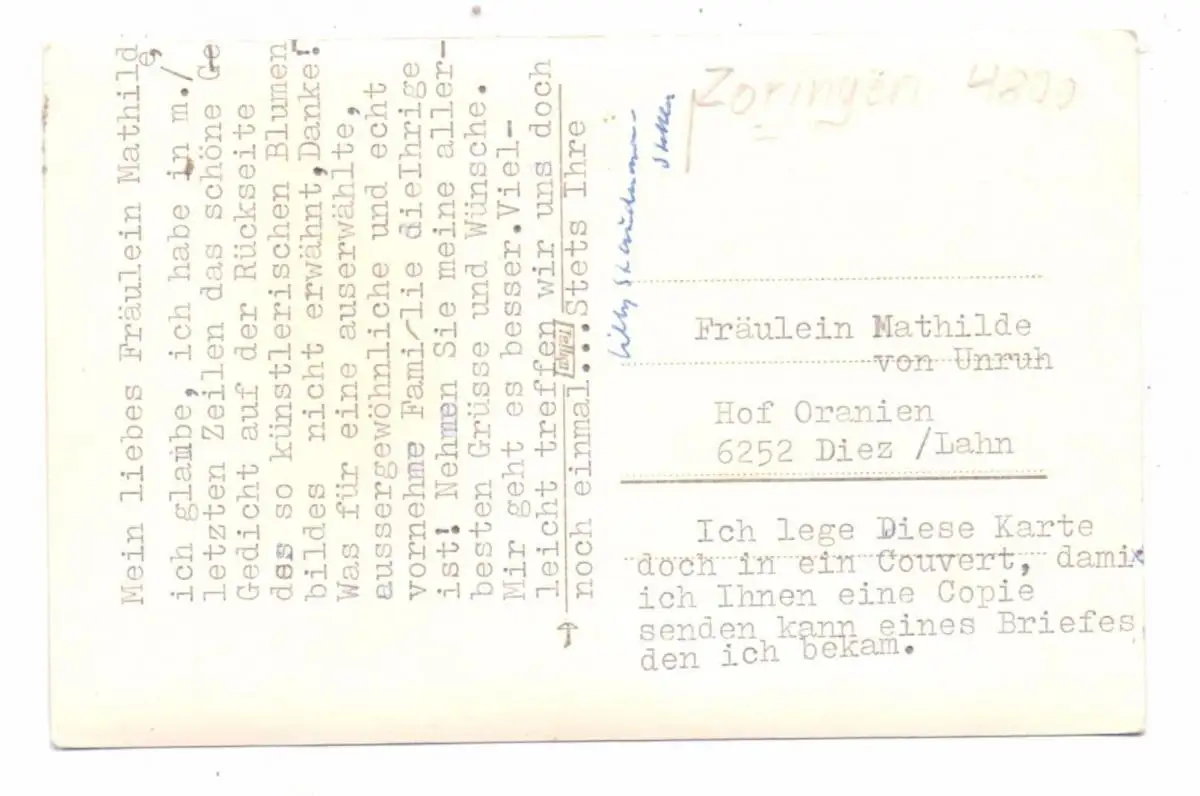 Mein liebes Fräulein Mathilde,
ich glaube, ich habe in m./
letzten Zeilen das schöne Ge
Gedicht auf der Rückseite
des so künstlerischen Blumen
bildes nicht erwähnt,Danke!
Was für eine auserwählte,
aussergewöhnliche und echt
vornehme Fami/lie dieIhrige
ist! Nehmen Sie meine aller-
besten Grüsse und Wünsche.
Mir geht es besser.Viel-
leicht treffen wir uns doch
noch einmal...Stets Ihre
Zoringen 4800
Fräulein Mathilde
von Unruh
Hof Oranien
6252 Diez /Lahn
Ich lege Diese Karte
doch in ein Couvert, damit
ich Ihnen eine Copie
senden kann eines Briefes
den ich bekam.